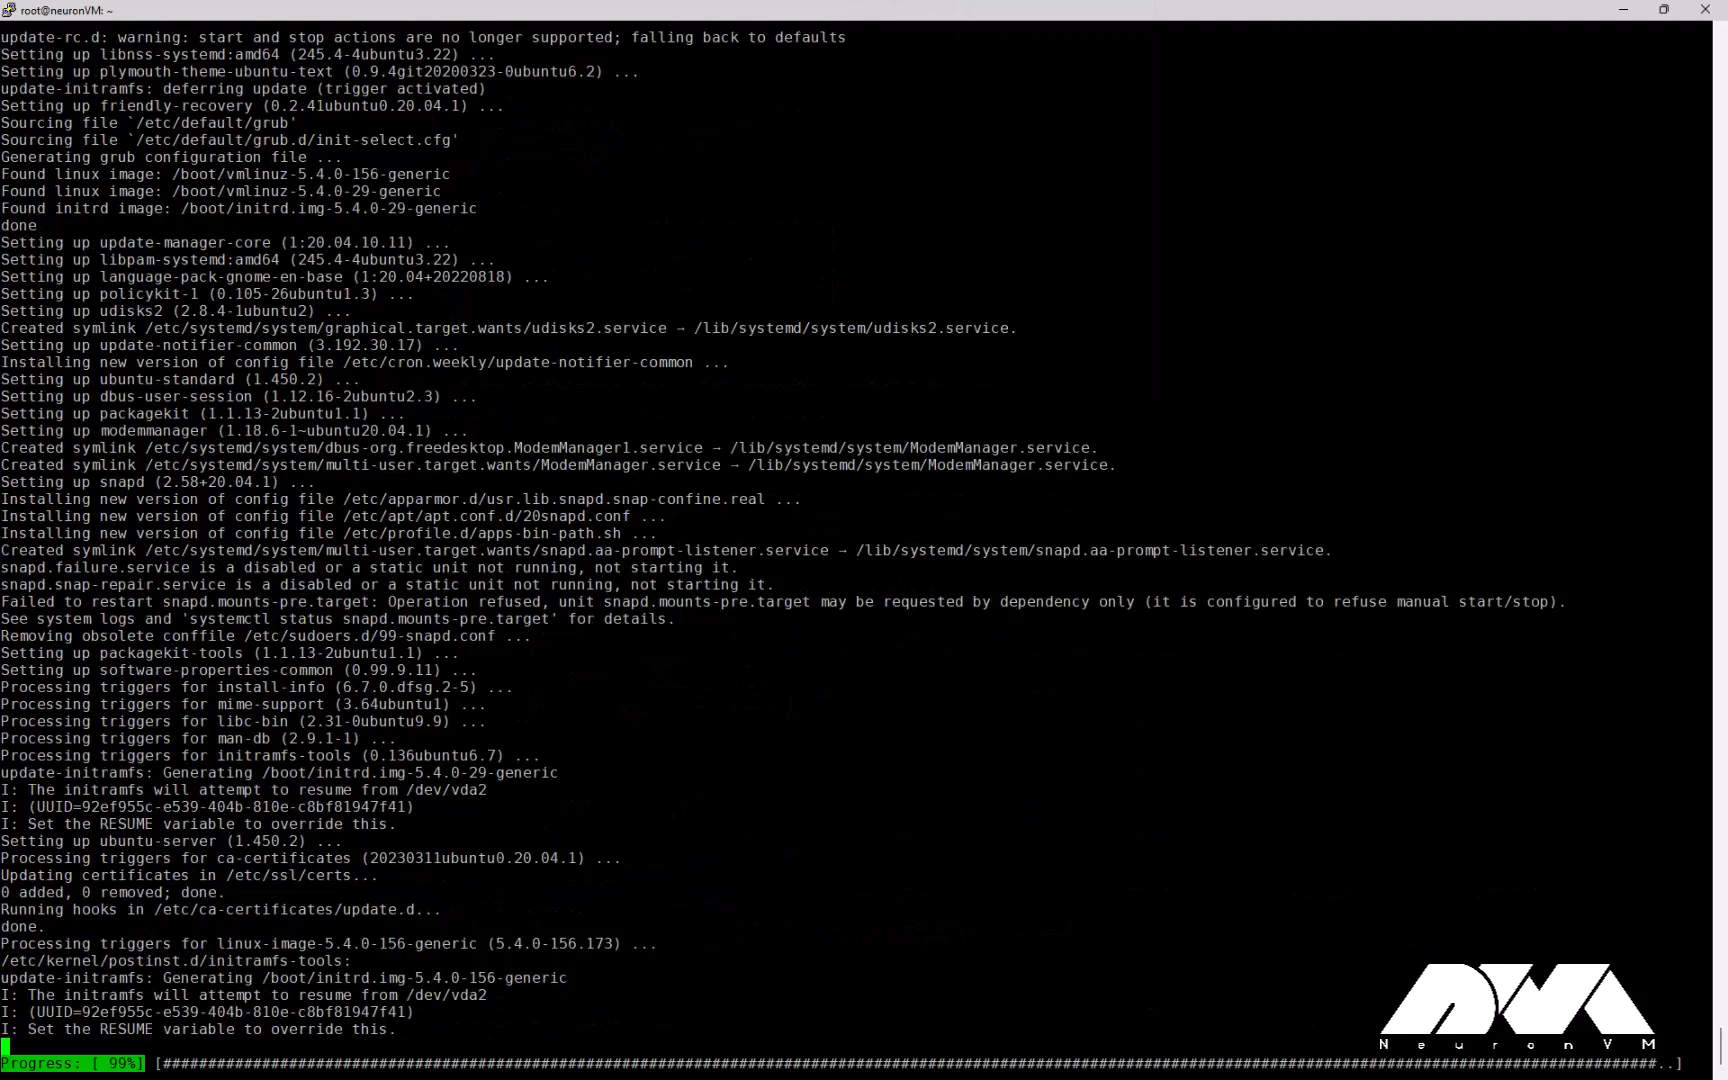 root@neuronVM: ~
update-rc.d: warning: start and stop actions are no longer supported; falling back to defaults
Setting up libnss-systemd:amd64 (245.4-4ubuntu3.22) ...
Setting up plymouth-theme-ubuntu-text (0.9.4git20200323-0ubuntu6.2) ...
update-initramfs: deferring update (trigger activated)
Setting up friendly-recovery (0.2.41ubuntu0.20.04.1) ...
Sourcing file `/etc/default/grub'
Sourcing file `/etc/default/grub.d/init-select.cfg'
Generating grub configuration file ...
Found linux image: /boot/vmlinuz-5.4.0-156-generic
Found linux image: /boot/vmlinuz-5.4.0-29-generic
Found initrd image: /boot/initrd.img-5.4.0-29-generic
done
Setting up update-manager-core (1:20.04.10.11) ...
Setting up libpam-systemd:amd64 (245.4-4ubuntu3.22) ...
Setting up language-pack-gnome-en-base (1:20.04+20220818) ...
Setting up policykit-1 (0.105-26ubuntu1.3) ...
Setting up udisks2 (2.8.4-1ubuntu2) ...
Created symlink /etc/systemd/system/graphical.target.wants/udisks2.service → /lib/systemd/system/udisks2.service.
Setting up update-notifier-common (3.192.30.17) ...
Installing new version of config file /etc/cron.weekly/update-notifier-common ...
Setting up ubuntu-standard (1.450.2) ...
Setting up dbus-user-session (1.12.16-2ubuntu2.3) ...
Setting up packagekit (1.1.13-2ubuntu1.1) ...
Setting up modemmanager (1.18.6-1~ubuntu20.04.1) ...
Created symlink /etc/systemd/system/dbus-org.freedesktop.ModemManager1.service → /lib/systemd/system/ModemManager.service.
Created symlink /etc/systemd/system/multi-user.target.wants/ModemManager.service → /lib/systemd/system/ModemManager.service.
Setting up snapd (2.58+20.04.1) ...
Installing new version of config file /etc/apparmor.d/usr.lib.snapd.snap-confine.real ...
Installing new version of config file /etc/apt/apt.conf.d/20snapd.conf ...
Installing new version of config file /etc/profile.d/apps-bin-path.sh ...
Created symlink /etc/systemd/system/multi-user.target.wants/snapd.aa-prompt-listener.service → /lib/systemd/system/snapd.aa-prompt-listener.service.
snapd.failure.service is a disabled or a static unit not running, not starting it.
snapd.snap-repair.service is a disabled or a static unit not running, not starting it.
Failed to restart snapd.mounts-pre.target: Operation refused, unit snapd.mounts-pre.target may be requested by dependency only (it is configured to refuse manual start/stop).
See system logs and 'systemctl status snapd.mounts-pre.target' for details.
Removing obsolete conffile /etc/sudoers.d/99-snapd.conf ...
Setting up packagekit-tools (1.1.13-2ubuntu1.1) ...
Setting up software-properties-common (0.99.9.11) ...
Processing triggers for install-info (6.7.0.dfsg.2-5) ...
Processing triggers for mime-support (3.64ubuntu1) ...
Processing triggers for libc-bin (2.31-0ubuntu9.9) ...
Processing triggers for man-db (2.9.1-1) ...
Processing triggers for initramfs-tools (0.136ubuntu6.7) ...
update-initramfs: Generating /boot/initrd.img-5.4.0-29-generic
I: The initramfs will attempt to resume from /dev/vda2
I: (UUID=92ef955c-e539-404b-810e-c8bf81947f41)
I: Set the RESUME variable to override this.
Setting up ubuntu-server (1.450.2) ...
Processing triggers for ca-certificates (20230311ubuntu0.20.04.1) ...
Updating certificates in /etc/ssl/certs...
0 added, 0 removed; done.
Running hooks in /etc/ca-certificates/update.d...
done.
Processing triggers for linux-image-5.4.0-156-generic (5.4.0-156.173) ...
/etc/kernel/postinst.d/initramfs-tools:
update-initramfs: Generating /boot/initrd.img-5.4.0-156-generic
I: The initramfs will attempt to resume from /dev/vda2
I: (UUID=92ef955c-e539-404b-810e-c8bf81947f41)
I: Set the RESUME variable to override this.
NeuronVM
Progress: [ 99%] [######################################################################################################################################################################..]